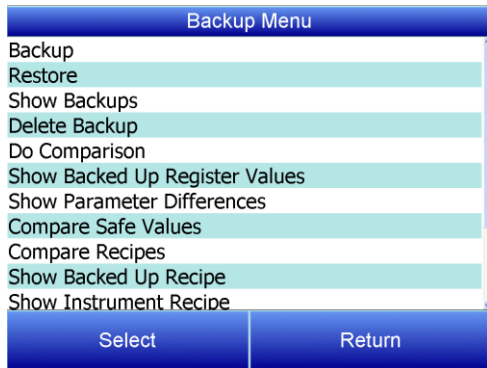 Backup Menu
Backup
Restore
Show Backups
Delete Backup
Do Comparison
Show Backed Up Register Values
Show Parameter Differences
Compare Safe Values
Compare Recipes
Show Backed Up Recipe
Show Instrument Recipe
Select
Return